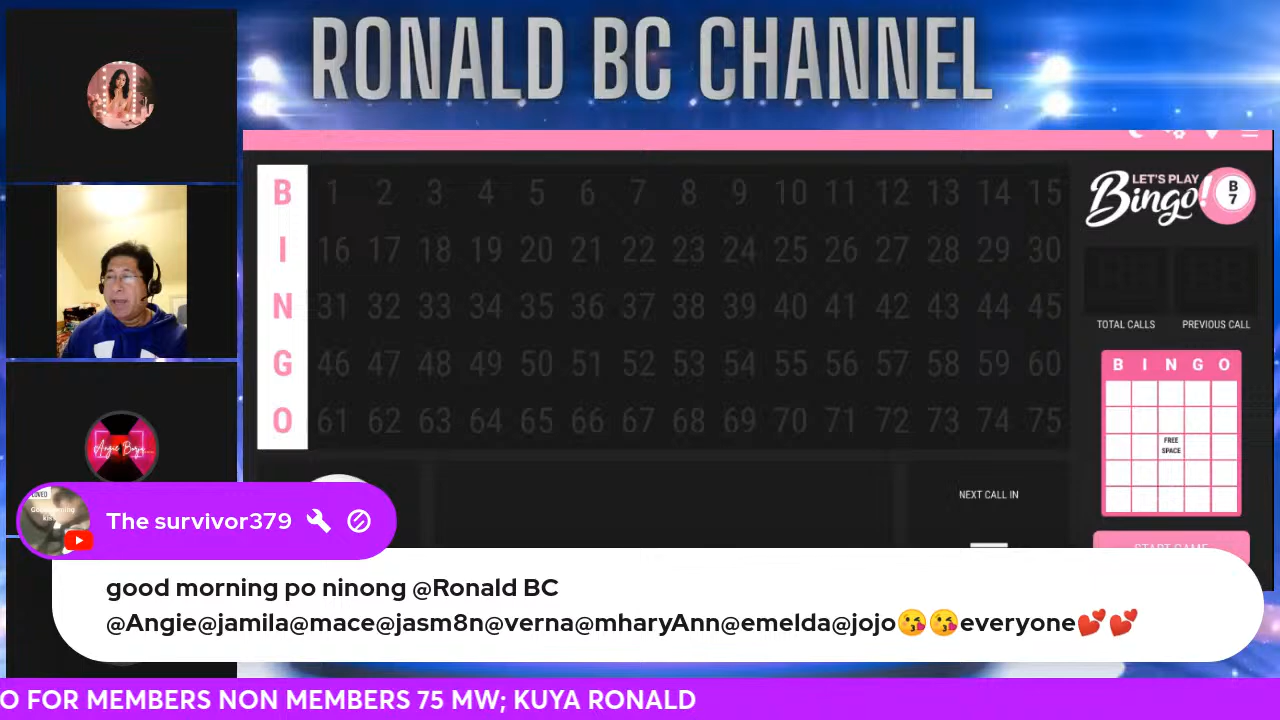 RONALD BC CHANNEL
B 1 2 3 4 5 6 7 8 9 10 11 12 13 14 15
I 16 17 18 19 20 21 22 23 24 25 26 27 28 29 30
N 31 32 33 34 35 36 37 38 39 40 41 42 43 44 45
G 46 47 48 49 50 51 52 53 54 55 56 57 58 59 60
O 61 62 63 64 65 66 67 68 69 70 71 72 73 74 75
LET'S PLAY
Bingo!
B
7
TOTAL CALLS PREVIOUS CALL
B I N G O
FREE
SPACE
NEXT CALL IN
START GAME
The survivor379
good morning po ninong @Ronald BC
@Angie@jamila@mace@jasm8n@verna@mharyAnn@emelda@jojo😘😘everyone💕💕
O FOR MEMBERS NON MEMBERS 75 MW; KUYA RONALD